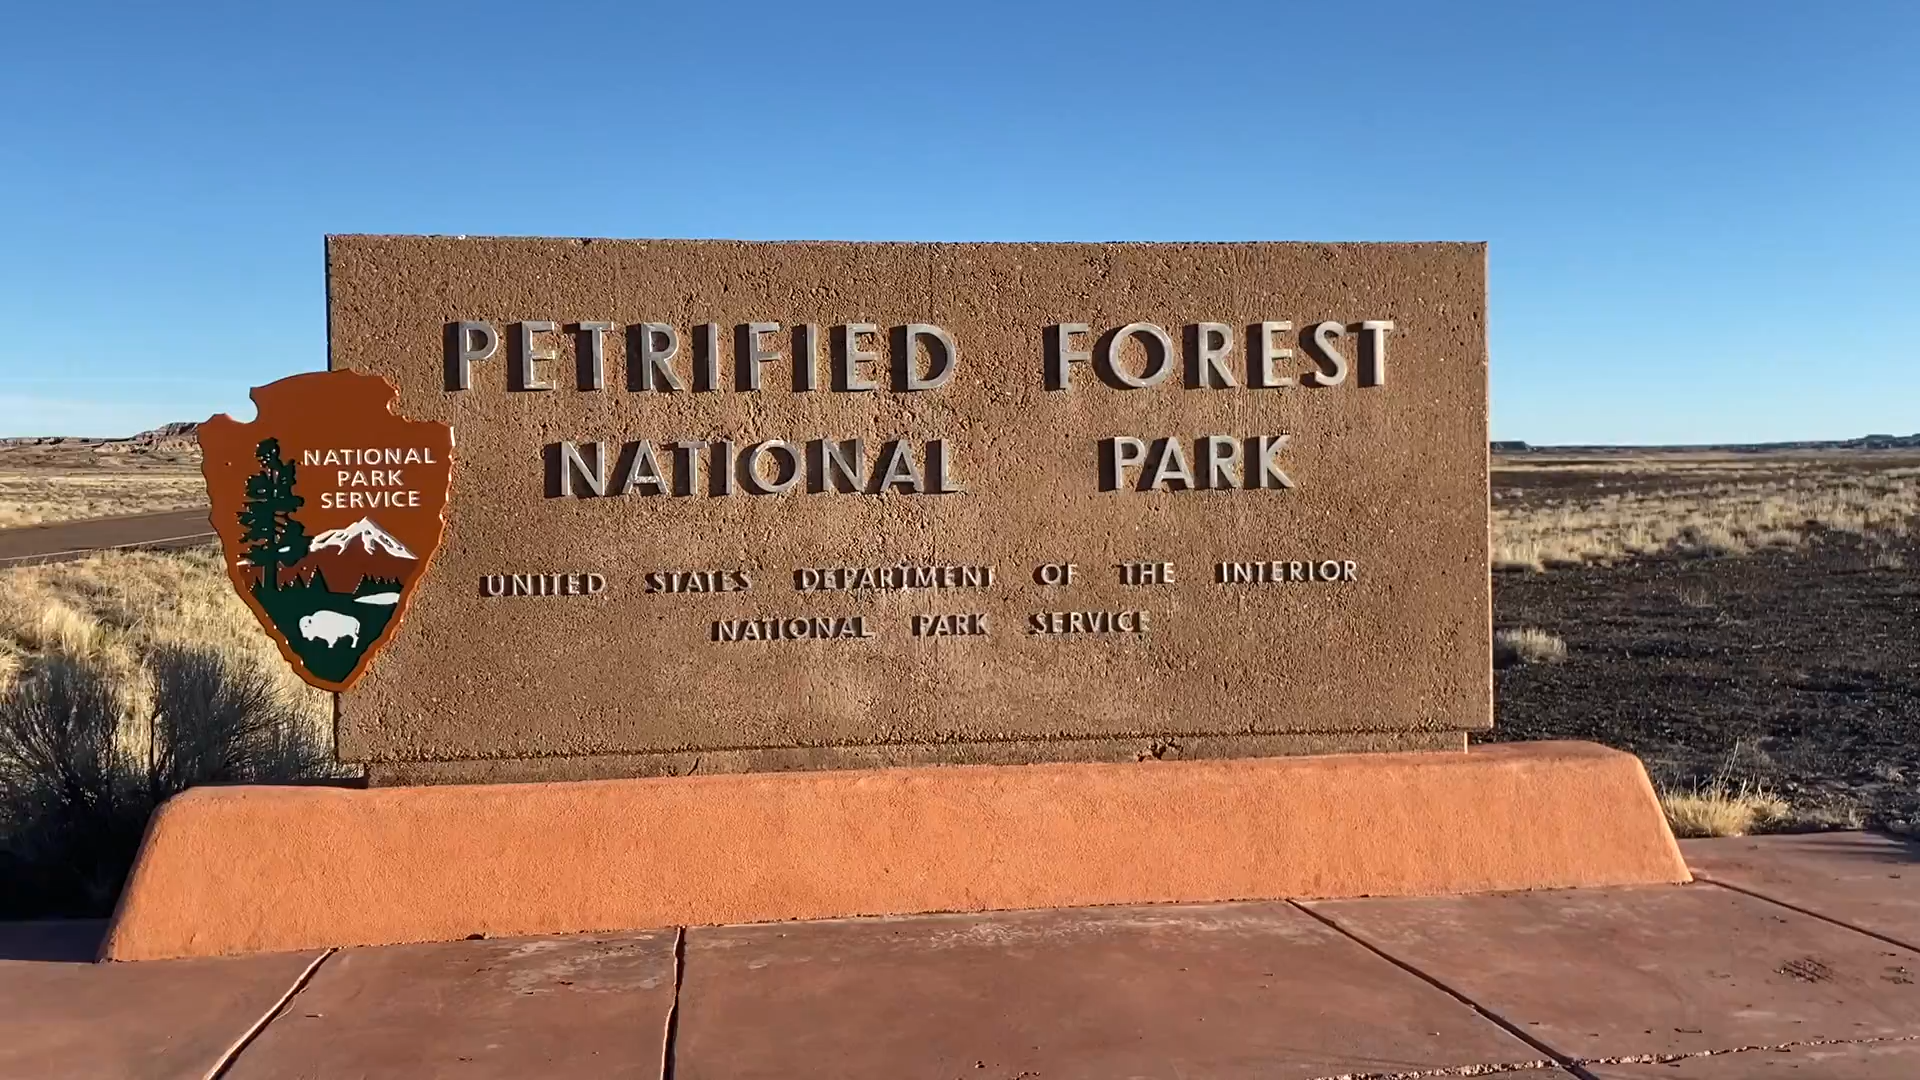 PETRIFIED FOREST
NATIONAL PARK
UNITED STATES DEPARTMENT OF THE INTERIOR
NATIONAL PARK SERVICE
NATIONAL
PARK
SERVICE